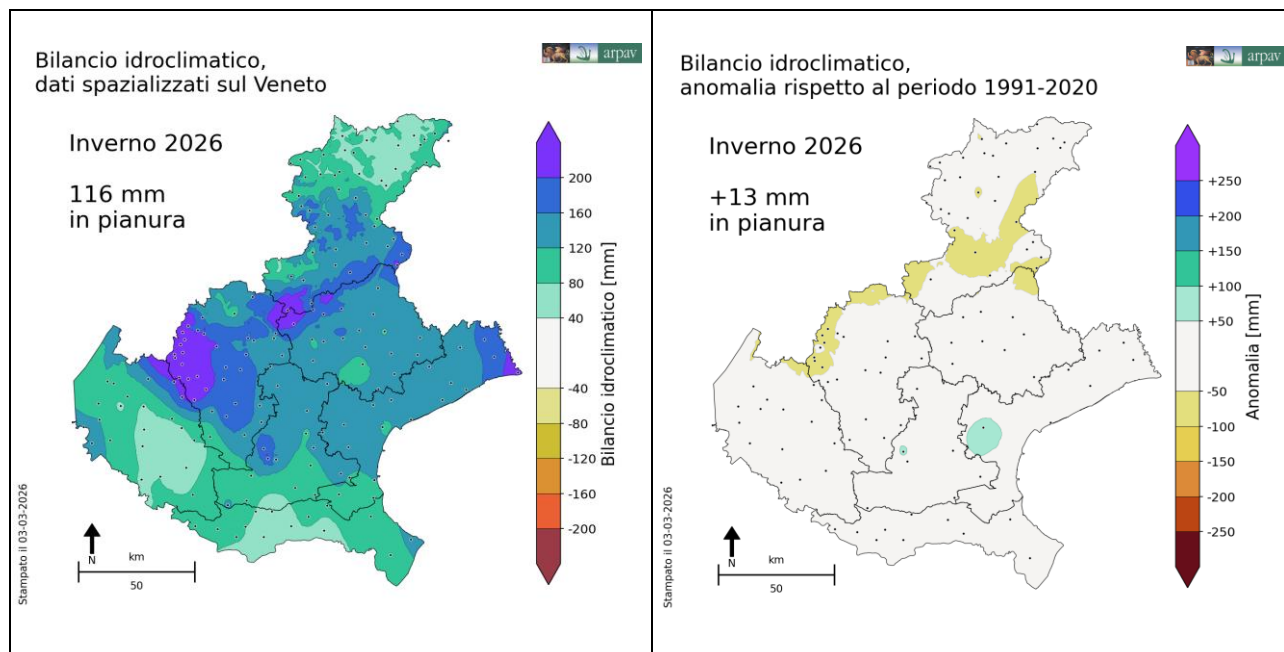 arpav
Bilancio idroclimatico,
dati spazializzati sul Veneto
Inverno 2026
116 mm
in pianura
200
160
120
80
40
-40
-80
-120
-160
-200
Bilancio idroclimatico [mm]
Stampato il 03-03-2026
N
km
50
arpav
Bilancio idroclimatico,
anomalia rispetto al periodo 1991-2020
Inverno 2026
+13 mm
in pianura
+250
+200
+150
+100
+50
-50
-100
-150
-200
-250
Anomalia [mm]
Stampato il 03-03-2026
N
km
50